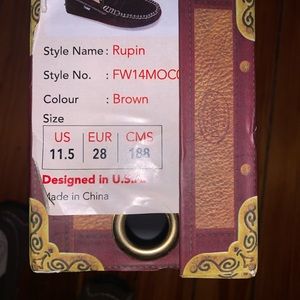 Style Name : Rupin
Style No. : FW14MOC
Colour : Brown
Size
US EUR CMS
11.5 28 188
Designed in U.S.A.
Made in China